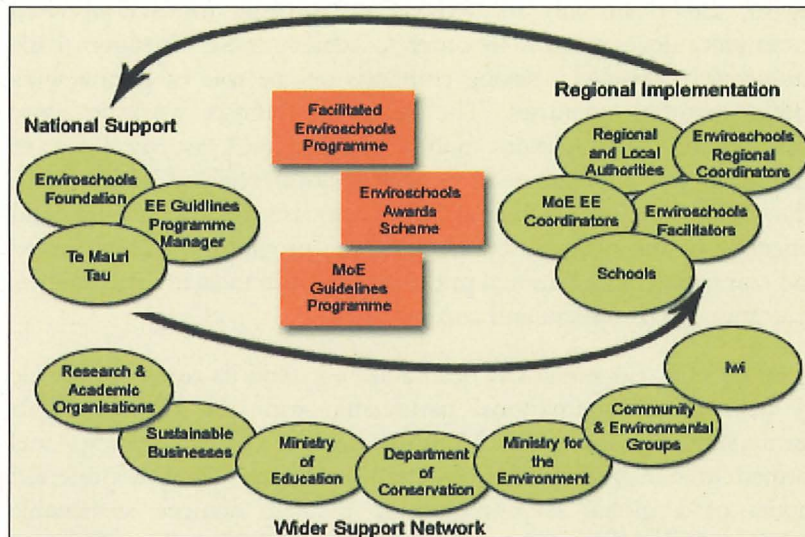 National Support
Enviroschools
Foundation
EE Guidlines
Programme
Manager
Te Mauri
Tau
Facilitated
Enviroschools
Programme
Enviroschools
Awards
Scheme
MoE
Guidelines
Programme
Regional Implementation
Regional
and Local
Authorities
Enviroschools
Regional
Coordinators
MoE EE
Coordinators
Enviroschools
Facilitators
Schools
Research &
Academic
Organisations
Sustainable
Businesses
Ministry
of
Education
Department
of
Conservation
Ministry for
the
Environment
Community
& Environmental
Groups
Iwi
Wider Support Network